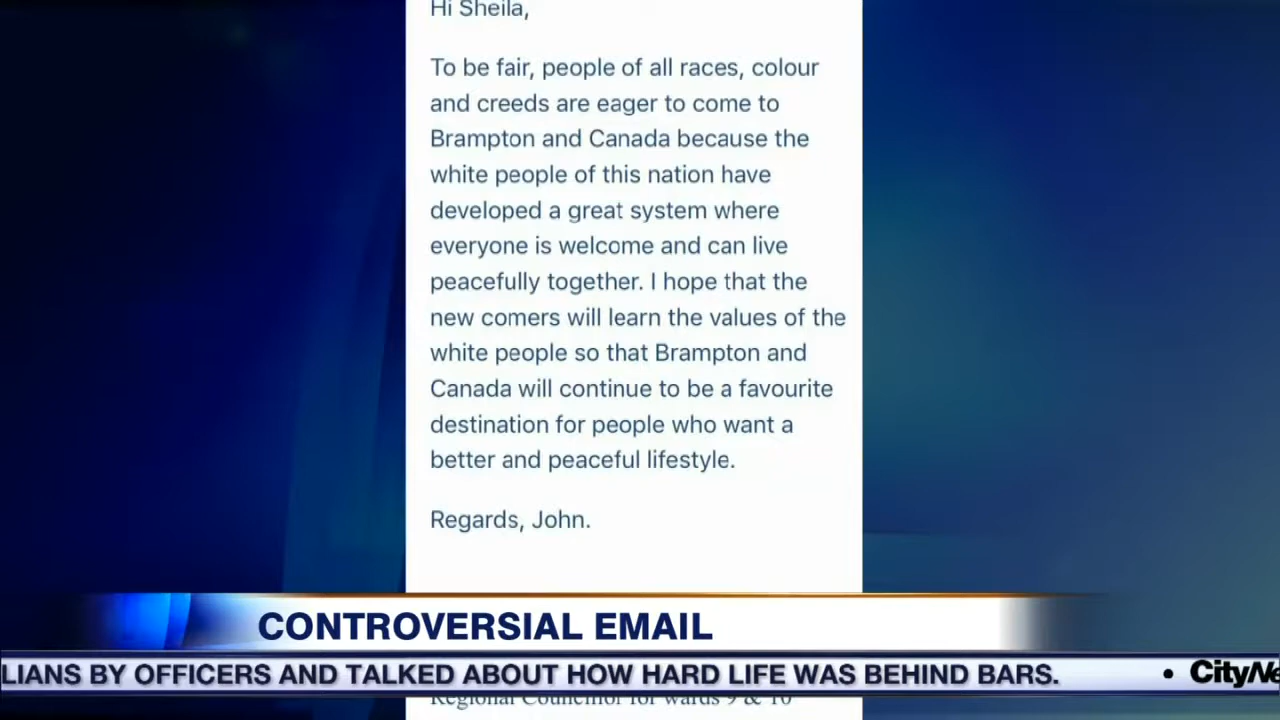 Hi Sheila,
To be fair, people of all races, colour
and creeds are eager to come to
Brampton and Canada because the
white people of this nation have
developed a great system where
everyone is welcome and can live
peacefully together. I hope that the
new comers will learn the values of the
white people so that Brampton and
Canada will continue to be a favourite
destination for people who want a
better and peaceful lifestyle.
Regards, John.
CONTROVERSIAL EMAIL
LIANS BY OFFICERS AND TALKED ABOUT HOW HARD LIFE WAS BEHIND BARS. • CityNe
Regional Councillor for wards 9 & 10